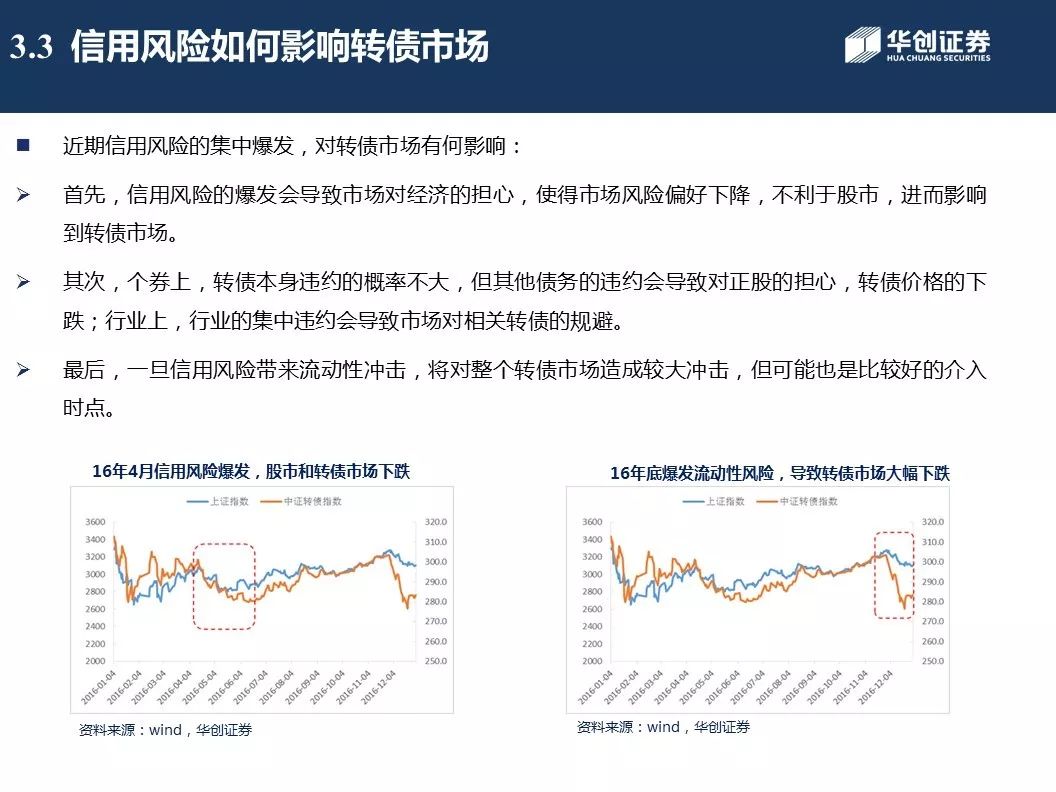 3.3 信用风险如何影响转债市场
华创证券
HUA CHUANG SECURITIES
■ 近期信用风险的集中爆发，对转债市场有何影响：
➢ 首先，信用风险的爆发会导致市场对经济的担心，使得市场风险偏好下降，不利于股市，进而影响
到转债市场。
➢ 其次，个券上，转债本身违约的概率不大，但其他债务的违约会导致对正股的担心，转债价格的下
跌；行业上，行业的集中违约会导致市场对相关转债的规避。
➢ 最后，一旦信用风险带来流动性冲击，将对整个转债市场造成较大冲击，但可能也是比较好的介入
时点。
16年4月信用风险爆发，股市和转债市场下跌
上证指数 中证转债指数
3600 320.0
3400 310.0
3200 300.0
3000 290.0
2800 280.0
2600 270.0
2400 260.0
2200 250.0
2000
2016-01-04
2016-02-04
2016-03-04
2016-04-04
2016-05-04
2016-06-04
2016-07-04
2016-08-04
2016-09-04
2016-10-04
2016-11-04
2016-12-04
资料来源：wind，华创证券
16年底爆发流动性风险，导致转债市场大幅下跌
上证指数 中证转债指数
3600 320.0
3400 310.0
3200 300.0
3000 290.0
2800 280.0
2600 270.0
2400 260.0
2200 250.0
2000
2016-01-04
2016-02-04
2016-03-04
2016-04-04
2016-05-04
2016-06-04
2016-07-04
2016-08-04
2016-09-04
2016-10-04
2016-11-04
2016-12-04
资料来源：wind，华创证券